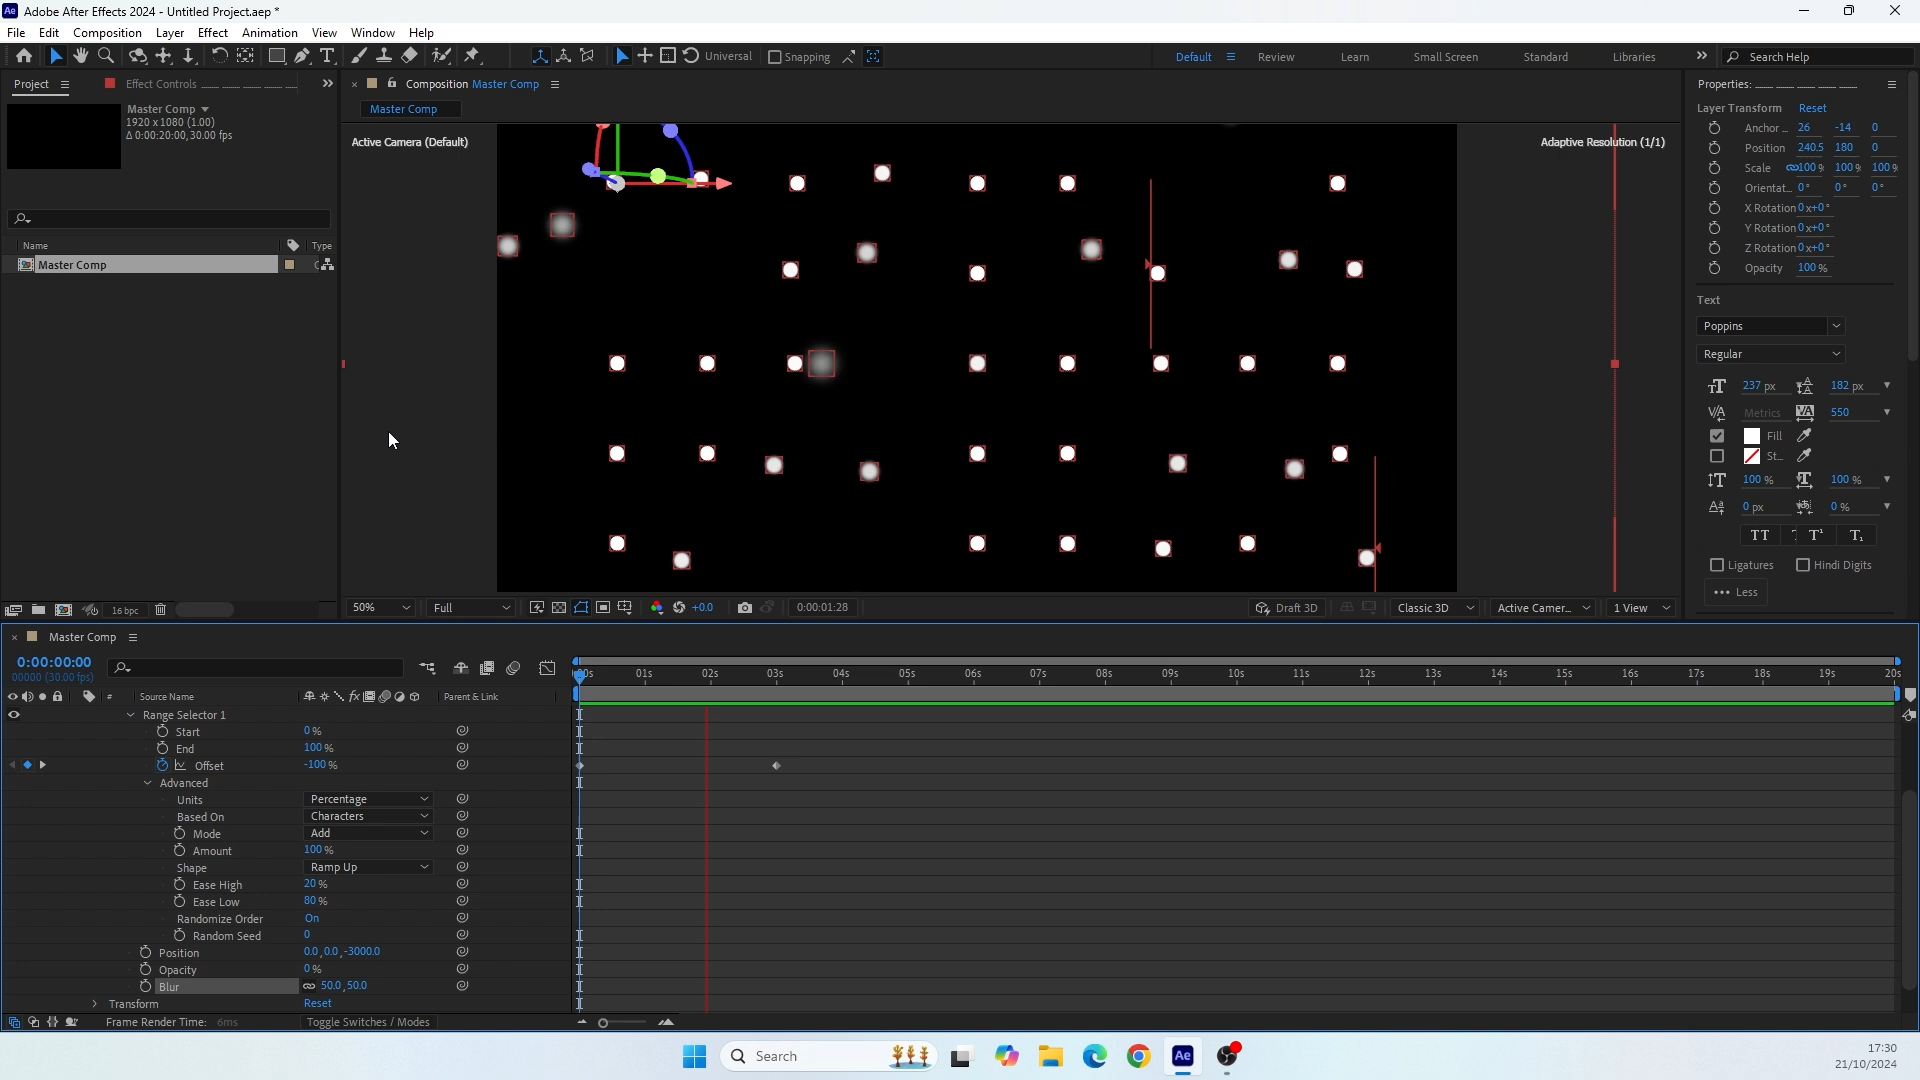 Adobe After Effects 2024 - Untitled Project.aep *
File Edit Composition Layer Effect Animation View Window Help
Universal Snapping Default Review Learn Small Screen Standard Libraries Search Help
Project Effect Controls
Master Comp
1920 x 1080 (1.00)
Δ 0:00:20:00, 30.00 fps
Name Type
Master Comp
16 bpc
Composition Master Comp
Master Comp
Active Camera (Default) Adaptive Resolution (1/1)
50% Full +0.0 0:00:01:28 Draft 3D Classic 3D Active Camer... 1 View
Properties:
Layer Transform Reset
Anchor .. 26 -14 0
Position 240.5 180 0
Scale 100% 100% 100%
Orientat.. 0° 0° 0°
X Rotation 0x+0°
Y Rotation 0x+0°
Z Rotation 0x+0°
Opacity 100 %
Text
Poppins
Regular
237 px 182 px
Metrics 550
Fill
St...
100 % 100 %
0 px 0 %
TT T T¹ T₁
Ligatures Hindi Digits
••• Less
Master Comp
0:00:00:00
00000 (30.00 fps)
00s 01s 02s 03s 04s 05s 06s 07s 08s 09s 10s 11s 12s 13s 14s 15s 16s 17s 18s 19s 20s
# Source Name Parent & Link
Range Selector 1
Start 0 %
End 100 %
Offset -100 %
Advanced
Units Percentage
Based On Characters
Mode Add
Amount 100 %
Shape Ramp Up
Ease High 20 %
Ease Low 80 %
Randomize Order On
Random Seed 0
Position 0.0, 0.0, -3000.0
Opacity 0 %
Blur 50.0, 50.0
Transform Reset
Frame Render Time: 6ms Toggle Switches / Modes
Search
17:30
21/10/2024